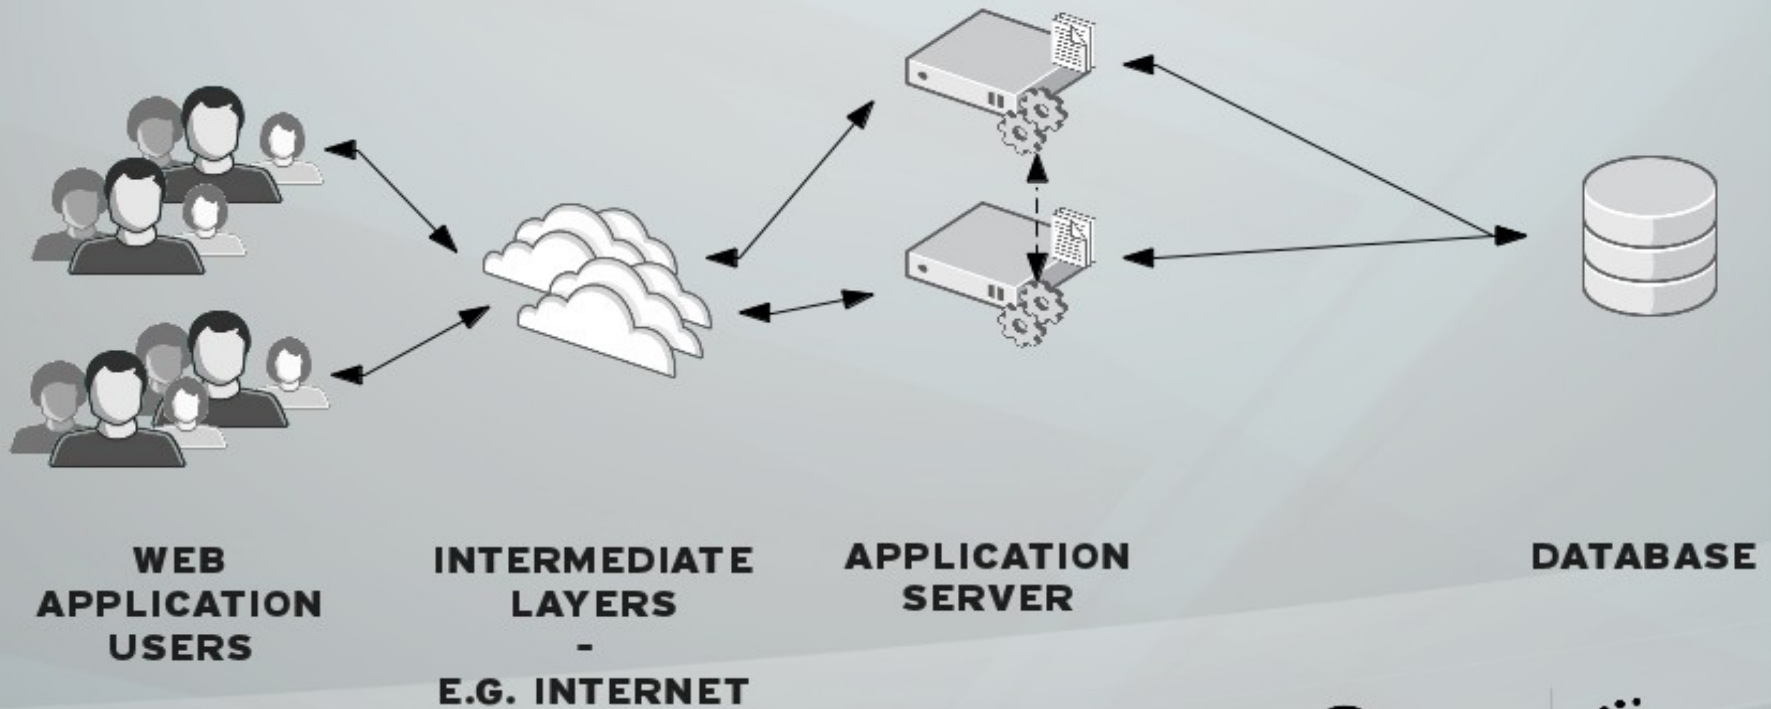 WEB
APPLICATION
USERS
INTERMEDIATE
LAYERS
-
E.G. INTERNET
APPLICATION
SERVER
DATABASE